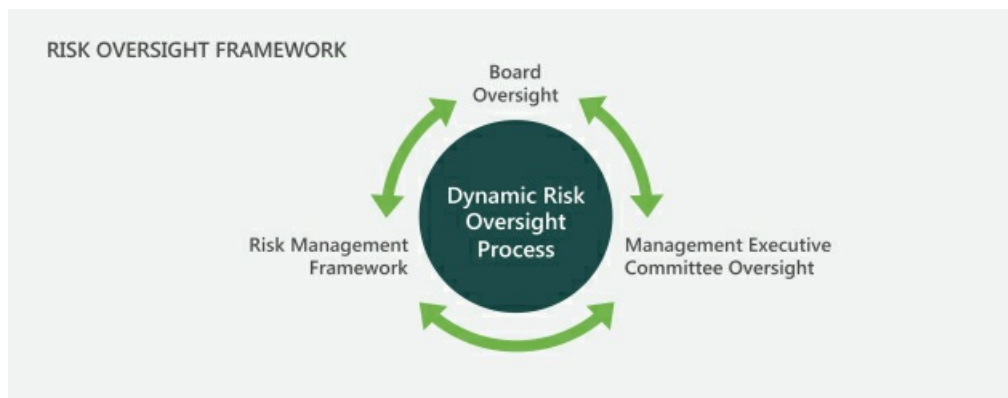 RISK OVERSIGHT FRAMEWORK
Board
Oversight
Dynamic Risk
Oversight
Process
Risk Management
Framework
Management Executive
Committee Oversight